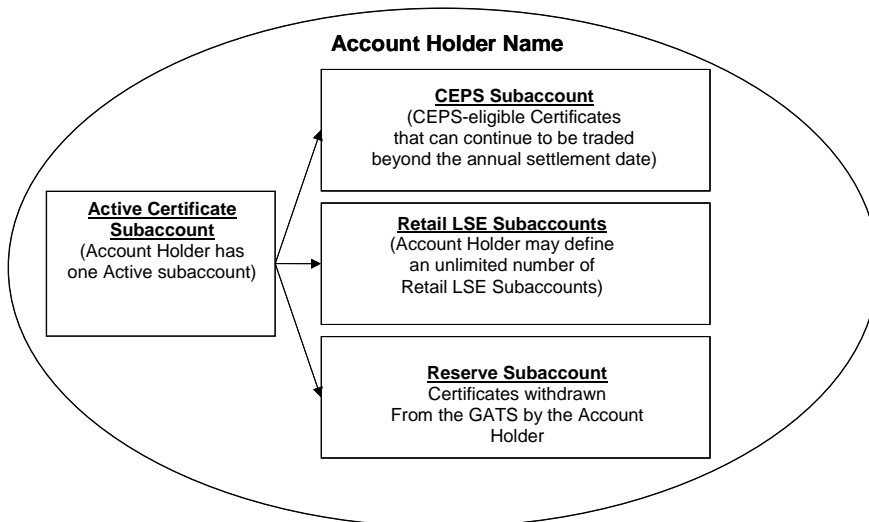 Account Holder Name
CEPS Subaccount
(CEPS-eligible Certificates
that can continue to be traded
beyond the annual settlement date)
Active Certificate
Subaccount
(Account Holder has
one Active subaccount)
Retail LSE Subaccounts
(Account Holder may define
an unlimited number of
Retail LSE Subaccounts)
Reserve Subaccount
Certificates withdrawn
From the GATS by the Account
Holder